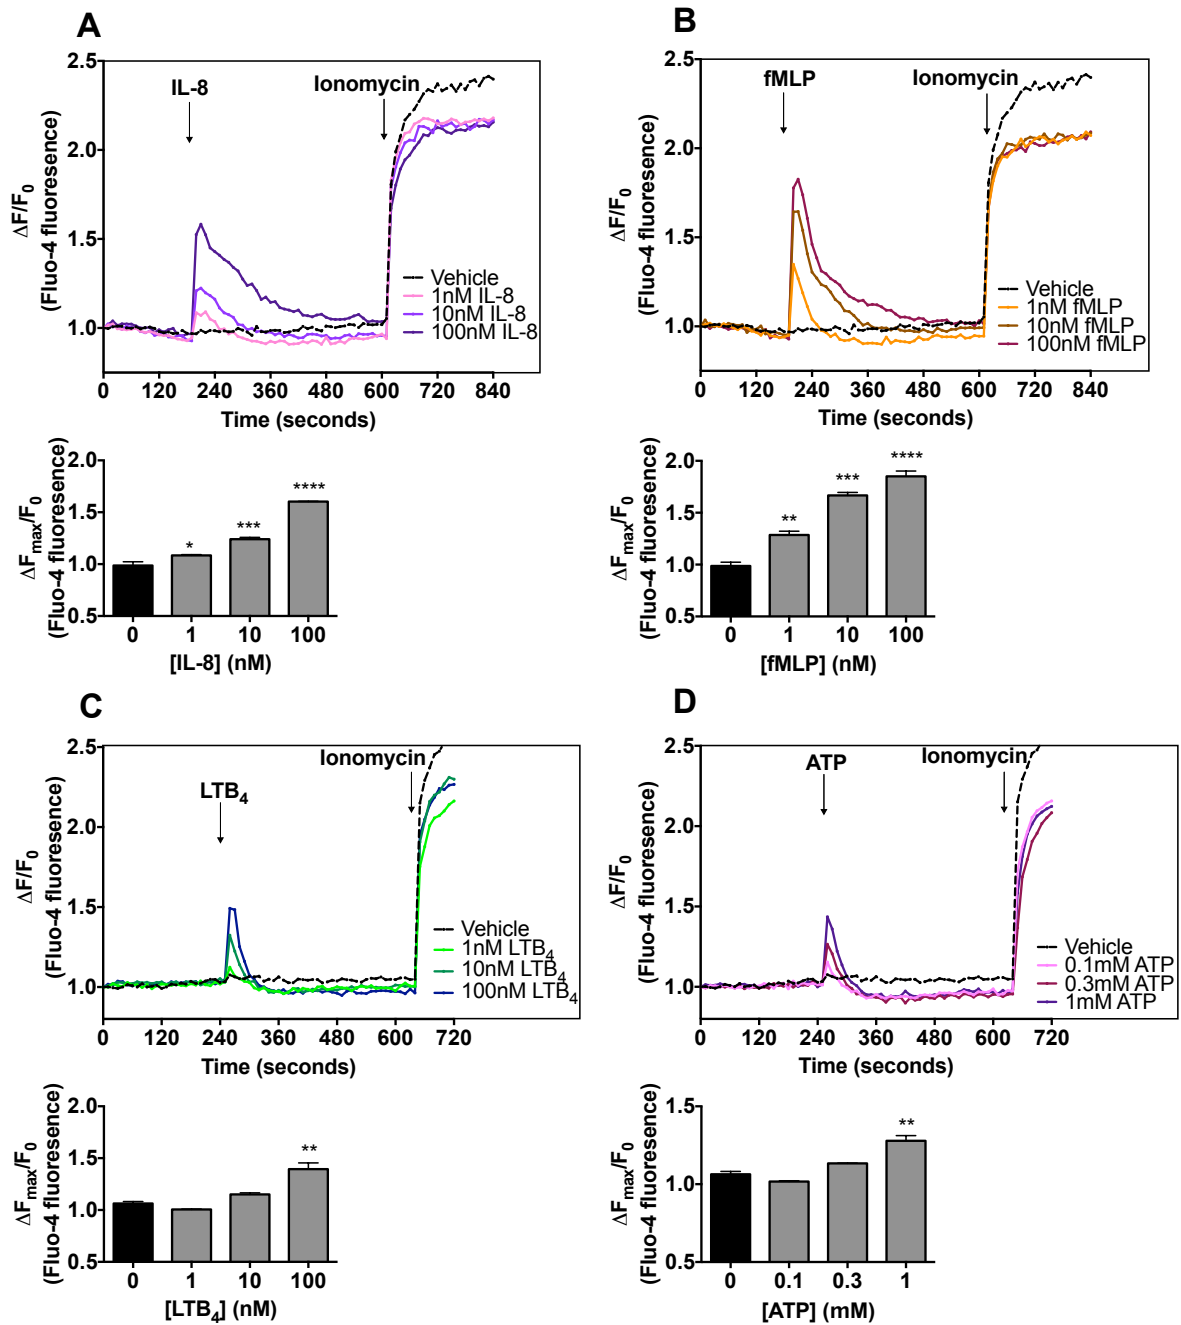 A
IL-8
Ionomycin
2.5
2.0
1.5
1.0
ΔF/F0
(Fluo-4 fluoresence)
Vehicle
1nM IL-8
10nM IL-8
100nM IL-8
0 120 240 360 480 600 720 840
Time (seconds)
2.0
1.5
1.0
0.5
ΔFmax/F0
(Fluo-4 fluoresence)
*
***
****
0 1 10 100
[IL-8] (nM)
B
fMLP
Ionomycin
2.5
2.0
1.5
1.0
ΔF/F0
(Fluo-4 fluoresence)
Vehicle
1nM fMLP
10nM fMLP
100nM fMLP
0 120 240 360 480 600 720 840
Time (seconds)
2.0
1.5
1.0
0.5
ΔFmax/F0
(Fluo-4 fluoresence)
**
***
****
0 1 10 100
[fMLP] (nM)
C
LTB4
Ionomycin
2.5
2.0
1.5
1.0
ΔF/F0
(Fluo-4 fluoresence)
Vehicle
1nM LTB4
10nM LTB4
100nM LTB4
0 120 240 360 480 600 720
Time (seconds)
2.0
1.5
1.0
0.5
ΔFmax/F0
(Fluo-4 fluoresence)
**
0 1 10 100
[LTB4] (nM)
D
ATP
Ionomycin
2.5
2.0
1.5
1.0
ΔF/F0
(Fluo-4 fluoresence)
Vehicle
0.1mM ATP
0.3mM ATP
1mM ATP
0 120 240 360 480 600 720
Time (seconds)
1.5
1.0
0.5
ΔFmax/F0
(Fluo-4 fluoresence)
**
0 0.1 0.3 1
[ATP] (mM)